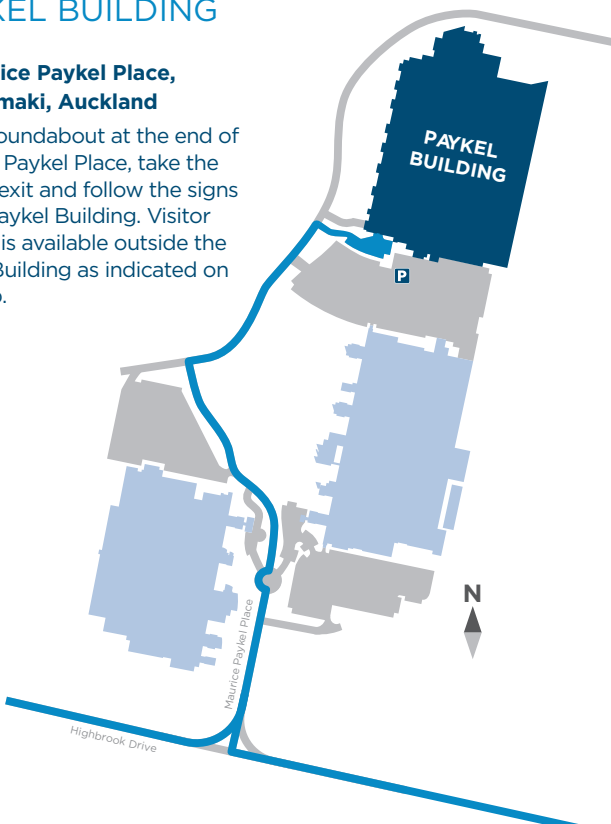 KEL BUILDING
ice Paykel Place,
maki, Auckland
oundabout at the end of
Paykel Place, take the
exit and follow the signs
aykel Building. Visitor
is available outside the
Building as indicated on
PAYKEL
BUILDING
P
N
Maurice Paykel Place
Highbrook Drive